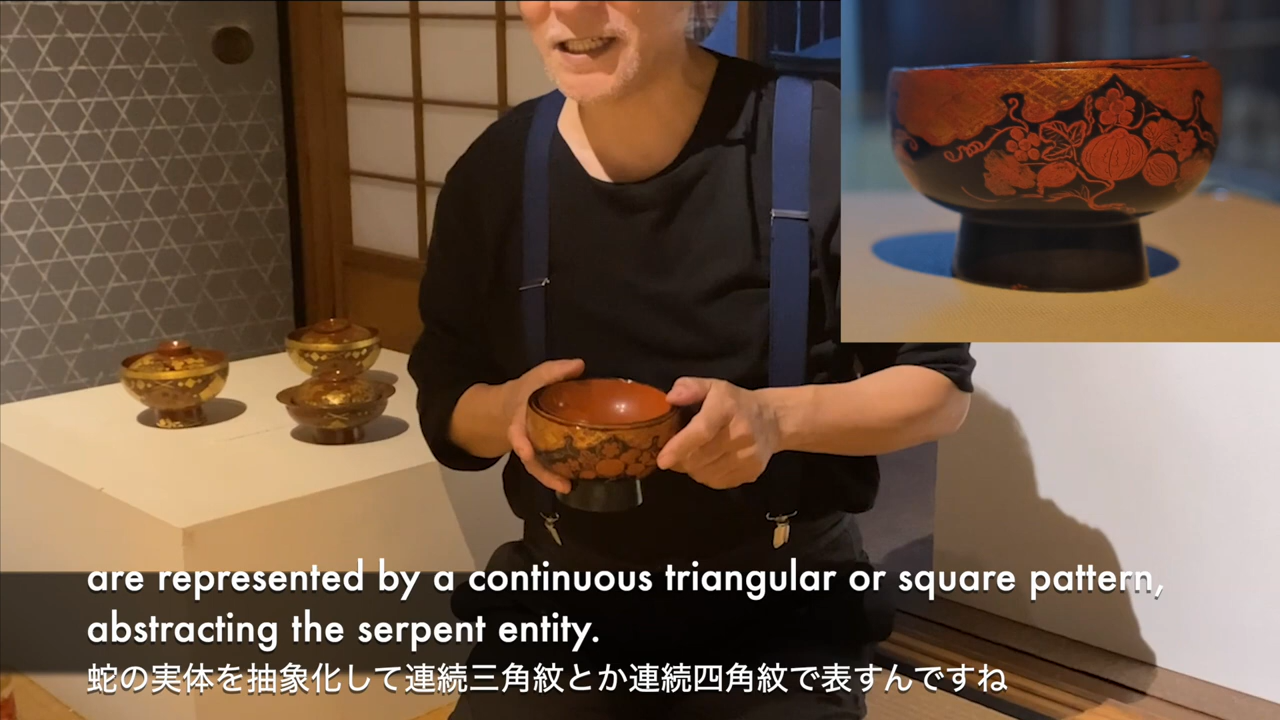 are represented by a continuous triangular or square pattern,
abstracting the serpent entity.
蛇の実体を抽象化して連続三角紋とか連続四角紋で表すんですね